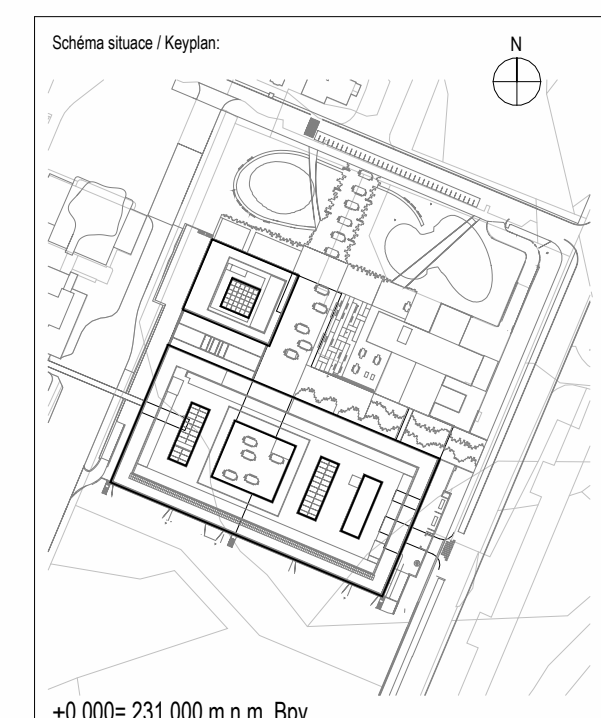 Schéma situace / Keyplan:
N
±0,000= 231,000 m n.m. Bpv